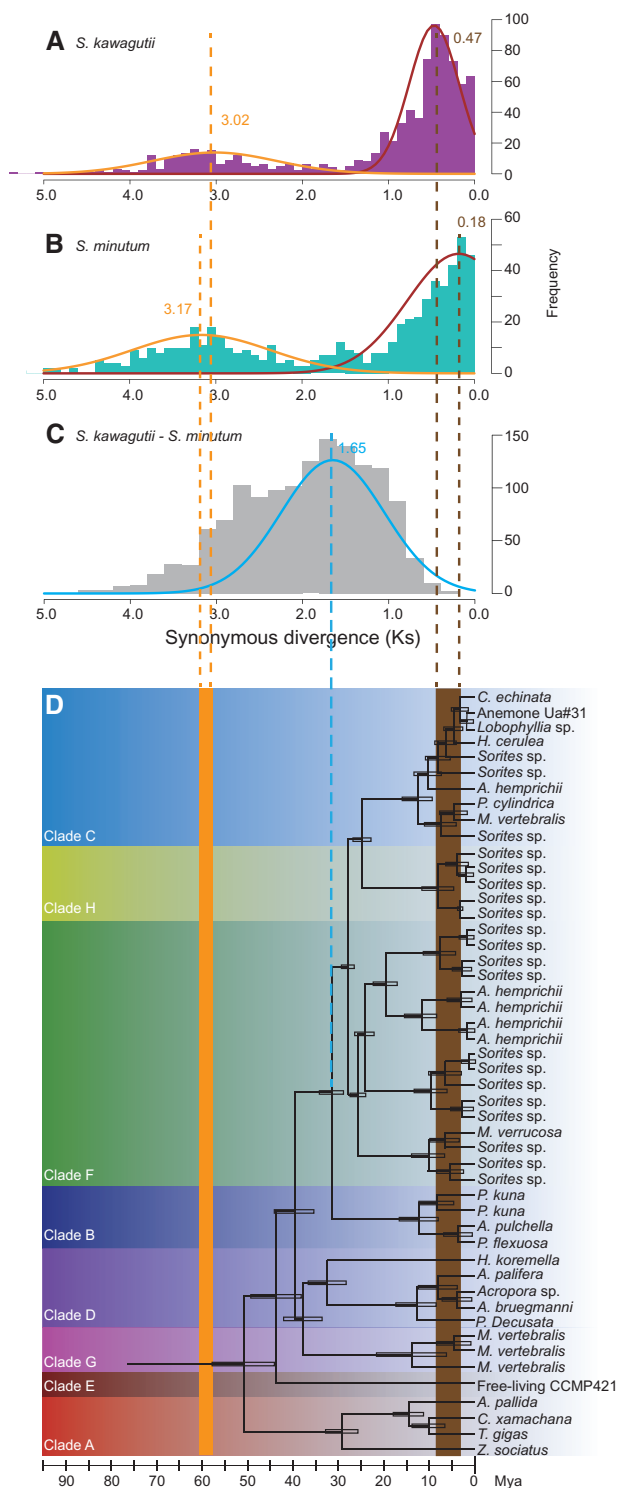 A S. kawagutii
0.47
3.02
100
80
60
40
20
0
5.0 4.0 3.0 2.0 1.0 0.0
B S. minutum
0.18
3.17
60
40
20
0
Frequency
5.0 4.0 3.0 2.0 1.0 0.0
C S. kawagutii - S. minutum
1.65
150
100
50
0
5.0 4.0 3.0 2.0 1.0 0.0
Synonymous divergence (Ks)
D
C. echinata
Anemone Ua#31
Lobophyllia sp.
H. cerulea
Sorites sp.
Sorites sp.
A. hemprichii
P. cylindrica
M. vertebralis
Sorites sp.
Clade C
Sorites sp.
Sorites sp.
Sorites sp.
Sorites sp.
Sorites sp.
Clade H
Sorites sp.
Sorites sp.
Sorites sp.
Sorites sp.
A. hemprichii
A. hemprichii
A. hemprichii
A. hemprichii
Sorites sp.
Sorites sp.
Sorites sp.
Sorites sp.
Sorites sp.
M. verrucosa
Sorites sp.
Sorites sp.
Sorites sp.
Clade F
P. kuna
P. kuna
A. pulchella
P. flexuosa
Clade B
H. koremella
A. palifera
Acropora sp.
A. bruegmanni
P. Decusata
Clade D
M. vertebralis
M. vertebralis
M. vertebralis
Clade G
Free-living CCMP421
Clade E
A. pallida
C. xamachana
T. gigas
Z. sociatus
Clade A
90 80 70 60 50 40 30 20 10 0 Mya